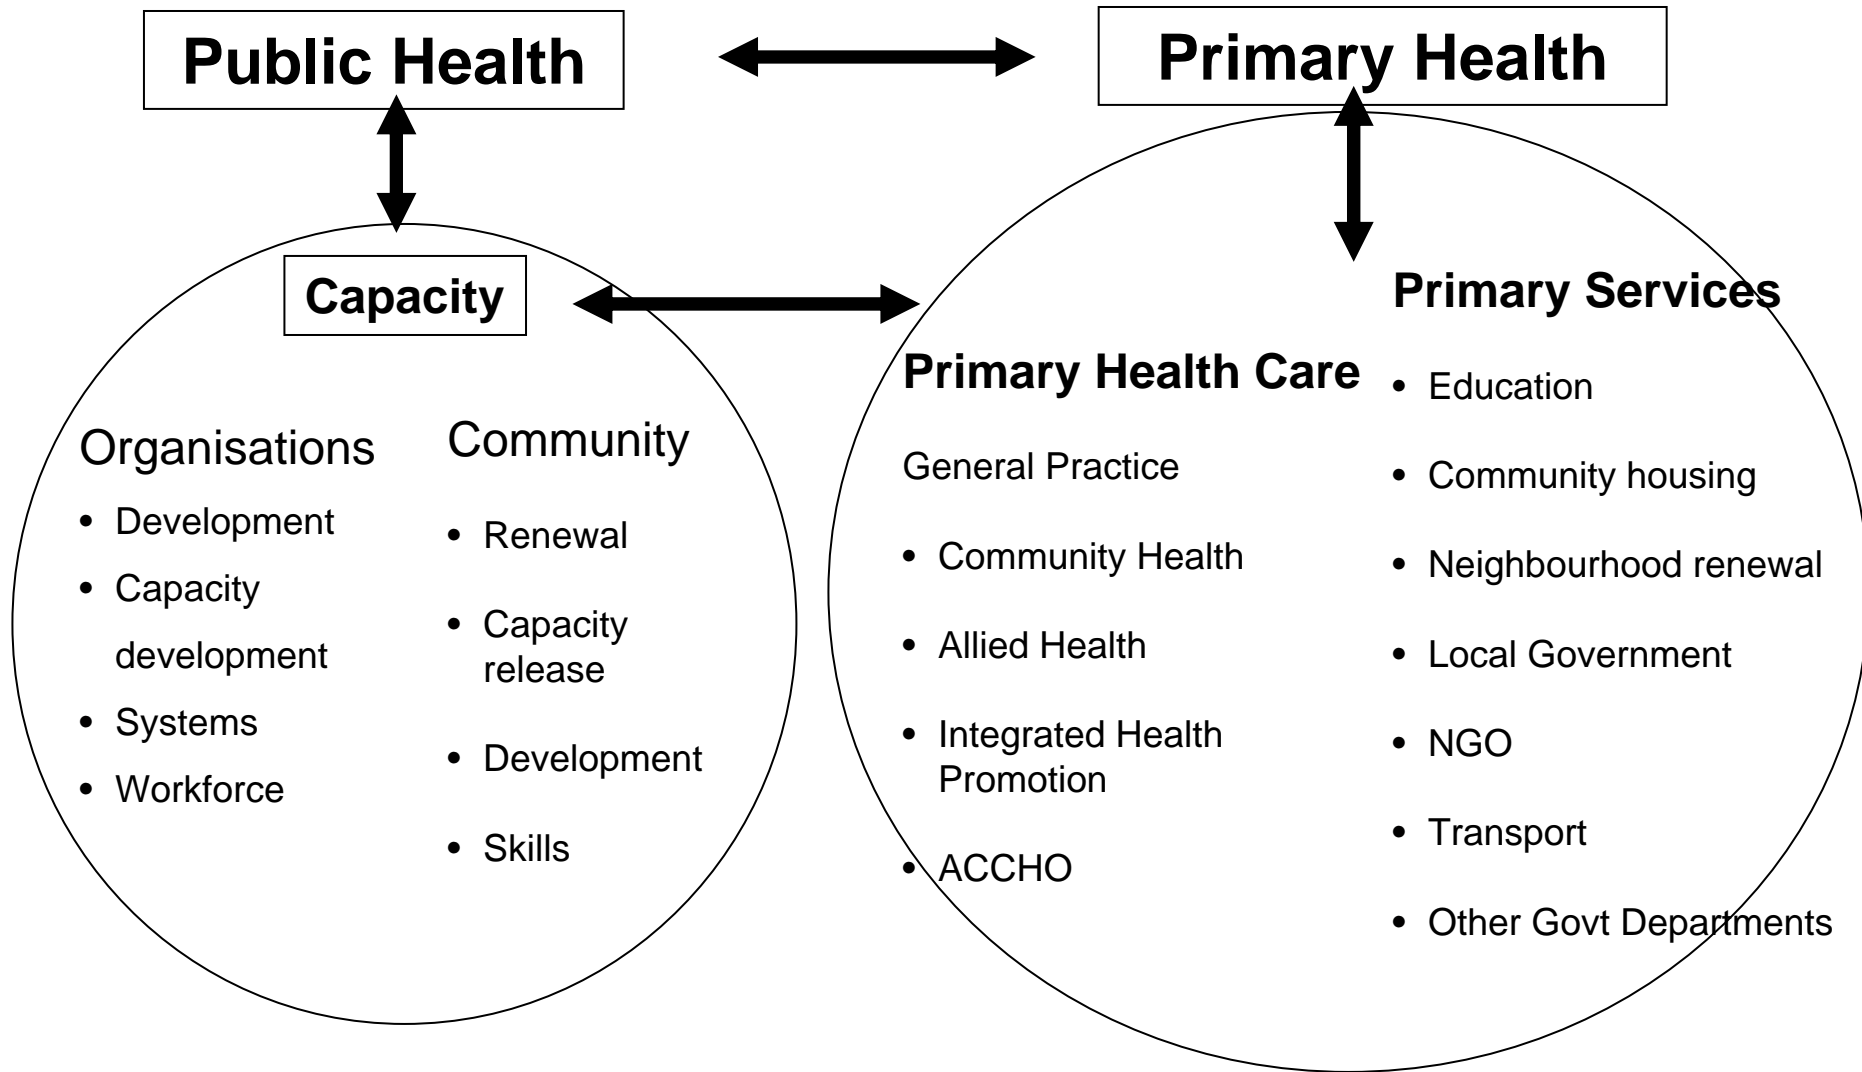 Public Health
Primary Health
Capacity
Organisations
• Development
• Capacity
development
• Systems
• Workforce
Community
• Renewal
• Capacity
release
• Development
• Skills
Primary Health Care
General Practice
• Community Health
• Allied Health
• Integrated Health
Promotion
• ACCHO
Primary Services
• Education
• Community housing
• Neighbourhood renewal
• Local Government
• NGO
• Transport
• Other Govt Departments